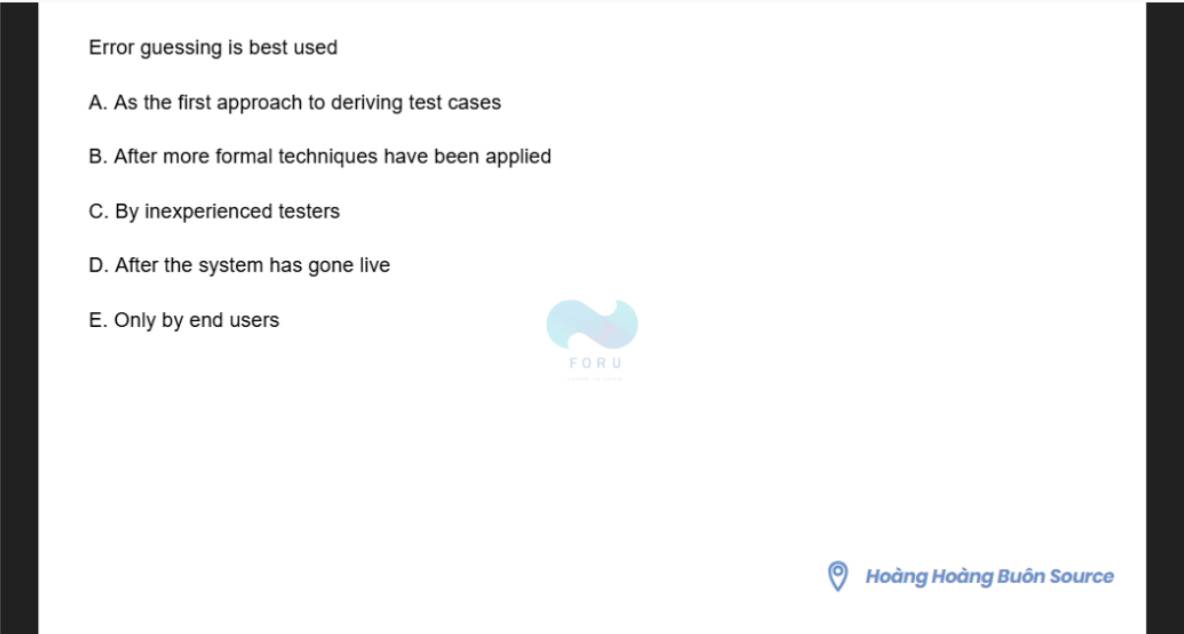 Error guessing is best used
A. As the first approach to deriving test cases
B. After more formal techniques have been applied
C. By inexperienced testers
D. After the system has gone live
E. Only by end users
FORU
Hoàng Hoàng Buôn Source